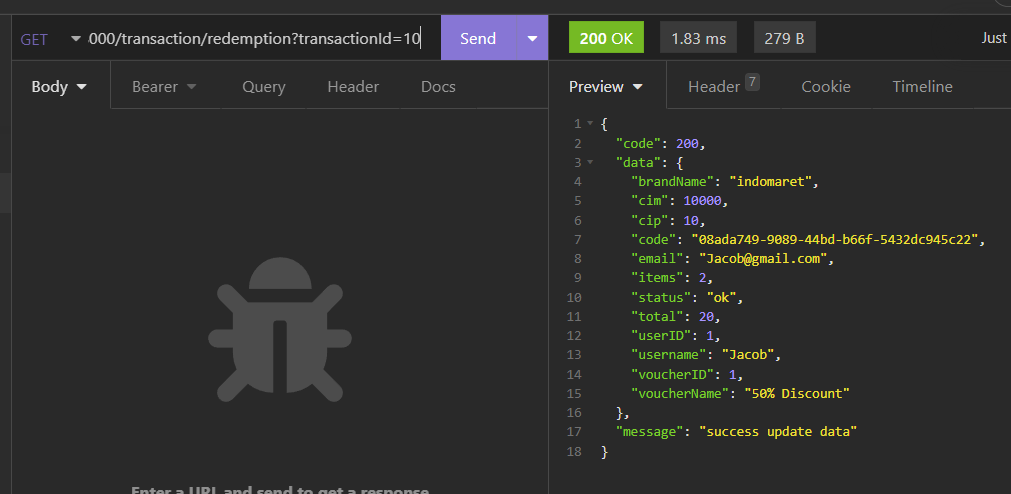 GET 000/transaction/redemption?transactionId=10 Send 200 OK 1.83 ms 279 B Just
Body Bearer Query Header Docs Preview Header 7 Cookie Timeline
1 {
2 "code": 200,
3 "data": {
4 "brandName": "indomaret",
5 "cim": 10000,
6 "cip": 10,
7 "code": "08ada749-9089-44bd-b66f-5432dc945c22",
8 "email": "Jacob@gmail.com",
9 "items": 2,
10 "status": "ok",
11 "total": 20,
12 "userID": 1,
13 "username": "Jacob",
14 "voucherID": 1,
15 "voucherName": "50% Discount"
16 },
17 "message": "success update data"
18 }
Enter a URL and send to get a response